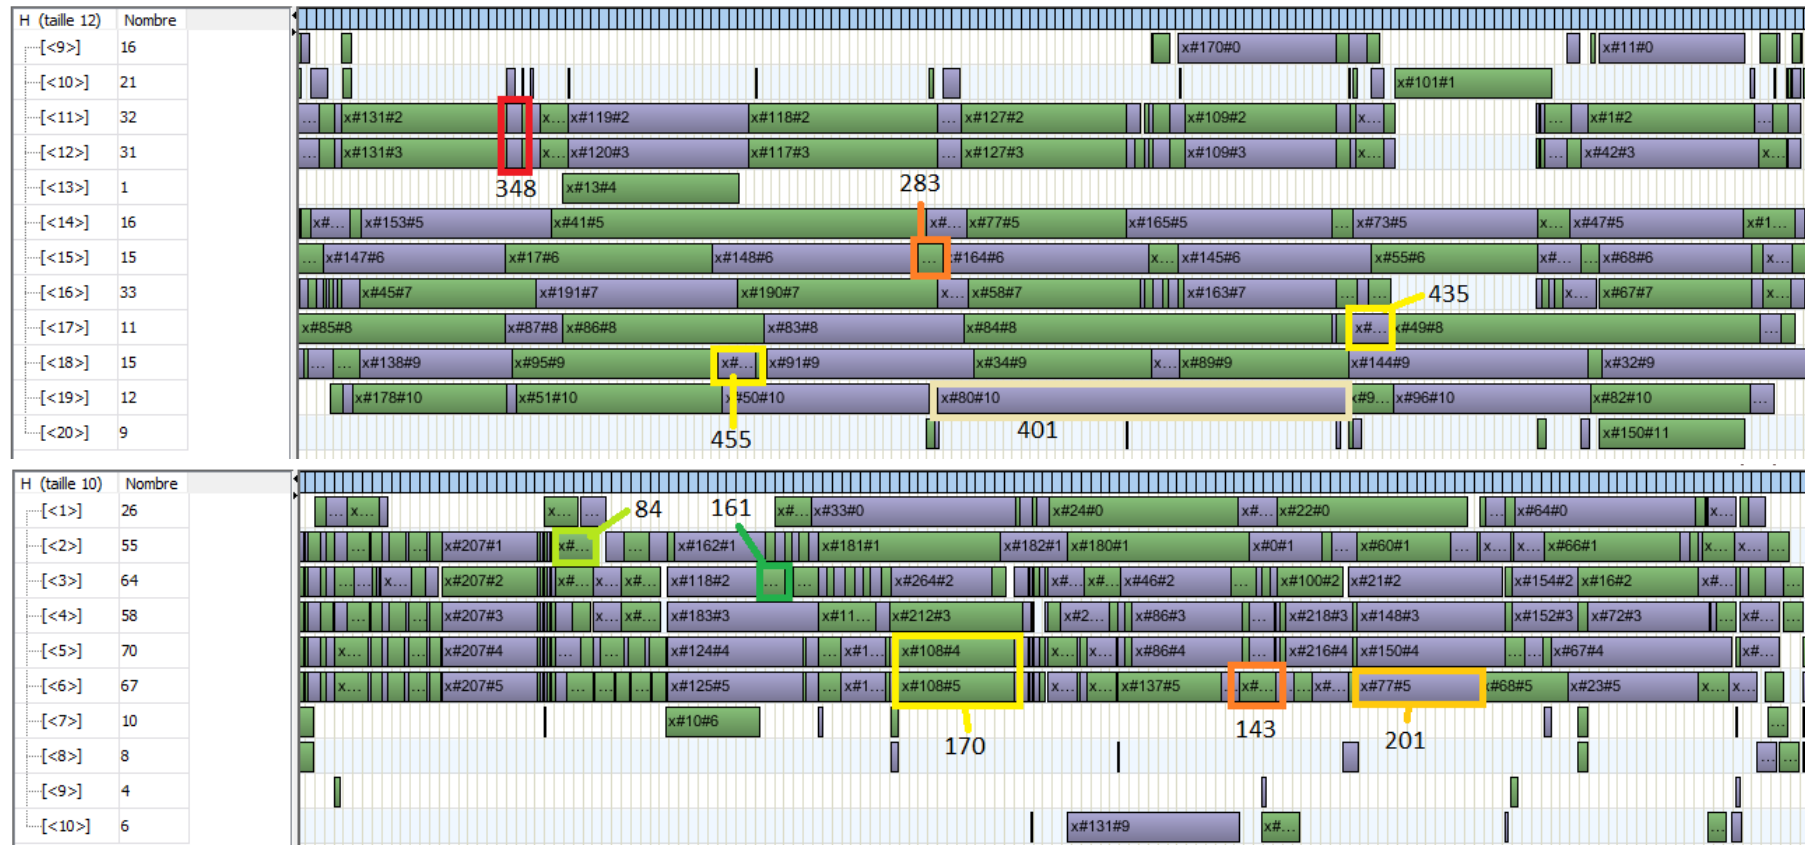 H (taille 12) Nombre
[<9>] 16 x#170#0 x#11#0
[<10>] 21 x#101#1
[<11>] 32 ... x#131#2 x... x#119#2 x#118#2 ... x#127#2 x#109#2 x... ... x#1#2 ...
[<12>] 31 ... x#131#3 x... x#120#3 x#117#3 ... x#127#3 x#109#3 x... ... x#42#3 x...
[<13>] 1 348 x#13#4 283
[<14>] 16 x#... x#153#5 x#41#5 x#... x#77#5 x#165#5 ... x#73#5 x... x#47#5 x#1...
[<15>] 15 ... x#147#6 x#17#6 x#148#6 ... x#164#6 x... x#145#6 x#55#6 x#... ... x#68#6 x...
[<16>] 33 x#45#7 x#191#7 x#190#7 x... x#58#7 x#163#7 ... ... x... x#67#7 x...
435
[<17>] 11 x#85#8 x#87#8 x#86#8 x#83#8 x#84#8 x#... x#49#8 ...
[<18>] 15 ... ... x#138#9 x#95#9 x#... x#91#9 x#34#9 x... x#89#9 x#144#9 x#32#9
[<19>] 12 x#178#10 x#51#10 x#50#10 x#80#10 x#9... x#96#10 x#82#10 ...
[<20>] 9 455 401 x#150#11
H (taille 10) Nombre
[<1>] 26 ... x... x... ... 84 161 x#... x#33#0 x#24#0 x#... x#22#0 ... x#64#0 x...
[<2>] 55 ... ... ... x#207#1 x#... ... x#162#1 x#181#1 x#182#1 x#180#1 x#0#1 ... x#60#1 ... x... x... x#66#1 x... x...
[<3>] 64 ... ... x... x#207#2 x#... x... x#... x#118#2 ... ... x#264#2 x#... x#... x#46#2 ... x#100#2 x#21#2 x#154#2 x#16#2 x#... ...
[<4>] 58 ... ... x#207#3 ... x... x#... x#183#3 x#11... x#212#3 x#2... x#86#3 ... x#218#3 x#148#3 x#152#3 x#72#3 ... x#...
[<5>] 70 x... ... x#207#4 ... ... x#124#4 ... x#1... x#108#4 x... x#86#4 ... x#216#4 x#150#4 ... ... x#67#4 x#...
[<6>] 67 x... ... x#207#5 ... ... ... ... x#125#5 ... x#1... x#108#5 x... x... x#137#5 ... x#... ... x#... x#77#5 x#68#5 x#23#5 x... x...
[<7>] 10 x#10#6 170 143 201 ...
[<8>] 8 ... ...
[<9>] 4
[<10>] 6 x#131#9 x#... ...